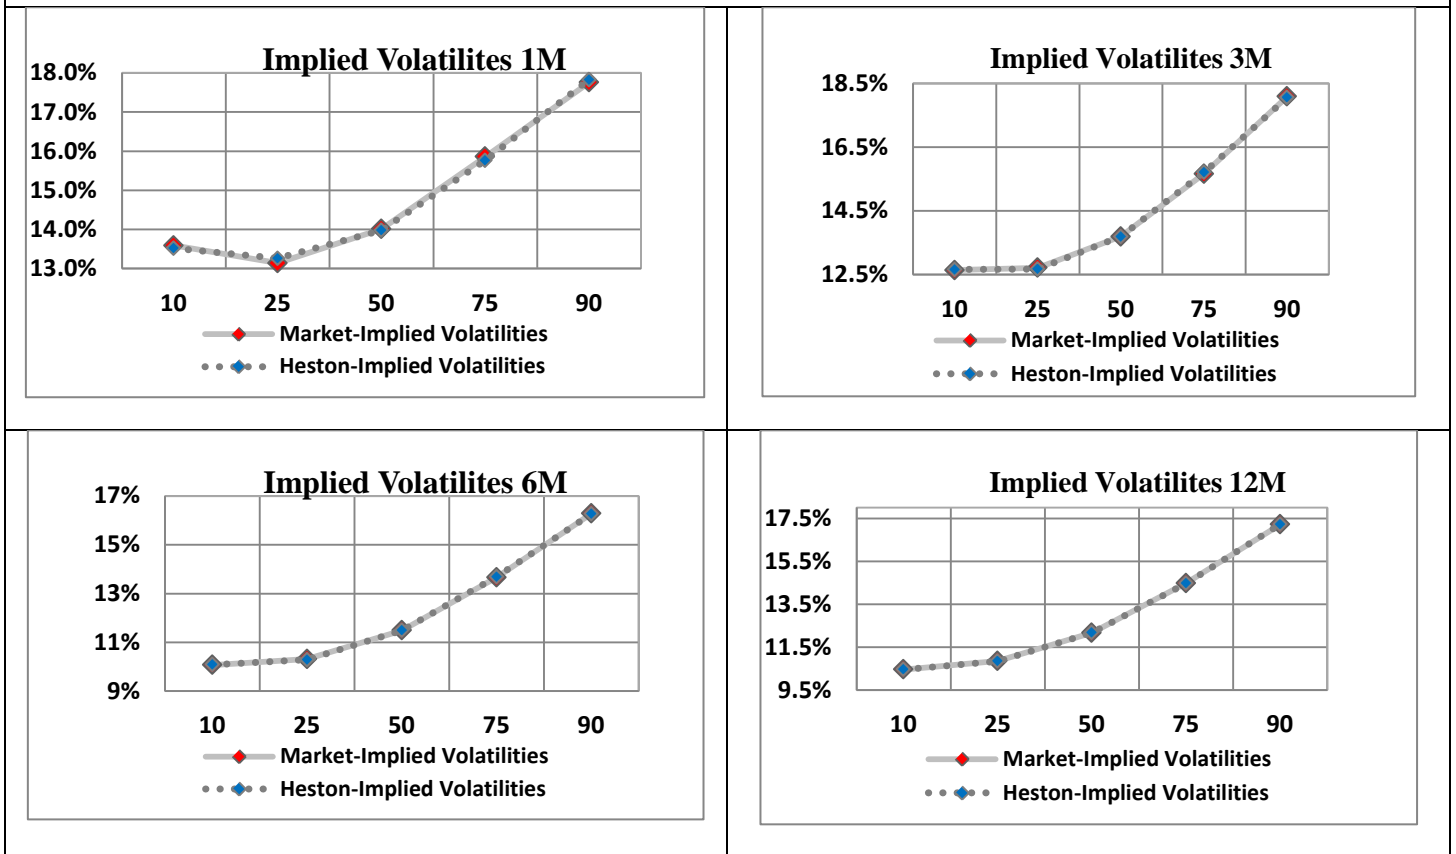 Implied Volatilites 1M
18.0%
17.0%
16.0%
15.0%
14.0%
13.0%
10 25 50 75 90
Market-Implied Volatilities
Heston-Implied Volatilities
Implied Volatilites 3M
18.5%
16.5%
14.5%
12.5%
10 25 50 75 90
Market-Implied Volatilities
Heston-Implied Volatilities
Implied Volatilites 6M
17%
15%
13%
11%
9%
10 25 50 75 90
Market-Implied Volatilities
Heston-Implied Volatilities
Implied Volatilites 12M
17.5%
15.5%
13.5%
11.5%
9.5%
10 25 50 75 90
Market-Implied Volatilities
Heston-Implied Volatilities